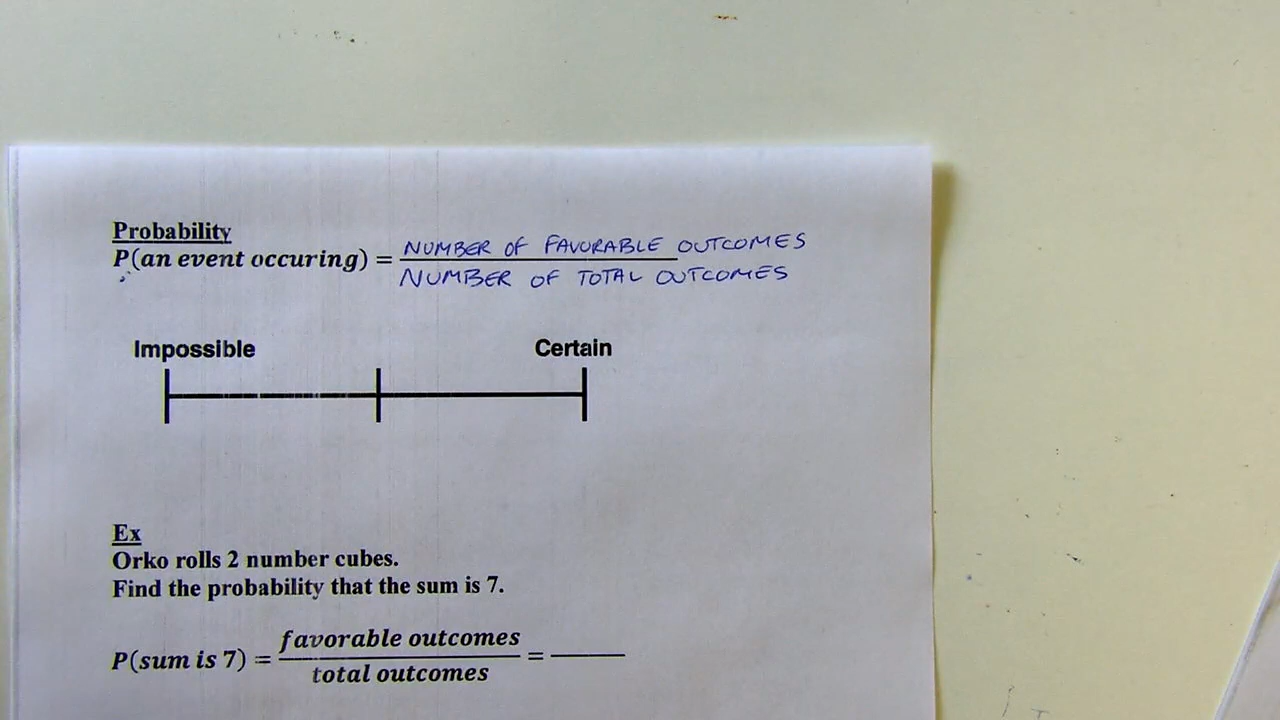 Probability
P(an event occuring) = NUMBER OF FAVORABLE OUTCOMES
NUMBER OF TOTAL OUTCOMES
Impossible Certain
Ex
Orko rolls 2 number cubes.
Find the probability that the sum is 7.
P(sum is 7) = favorable outcomes =
total outcomes